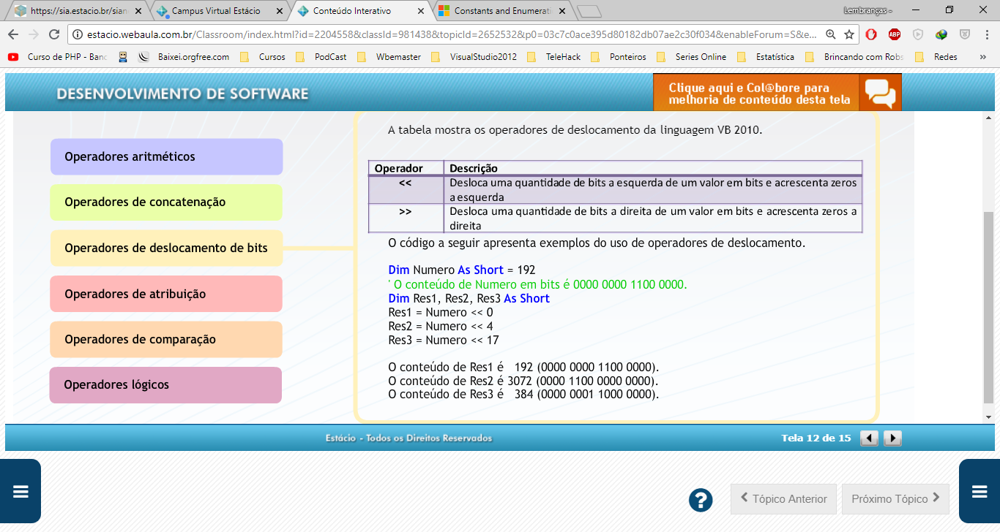 https://sia.estacio.br/sian
Campus Virtual Estácio
Conteúdo Interativo
Constants and Enumerati
Lembranças -
estacio.webaula.com.br/Classroom/index.html?id=2204558&classId=981438&topicId=2652532&p0=03c7c0ace395d80182db07ae2c30f034&enableForum=S&e...
ABP
Curso de PHP - Banc
Baixei.orgfree.com
Cursos
PodCast
Wbemaster
VisualStudio2012
TeleHack
Ponteiros
Series Online
Estatística
Brincando com Robs
Redes
»
DESENVOLVIMENTO DE SOFTWARE
Clique aqui e Col@bore para
melhoria de conteúdo desta tela
Operadores aritméticos
Operadores de concatenação
Operadores de deslocamento de bits
Operadores de atribuição
Operadores de comparação
Operadores lógicos
A tabela mostra os operadores de deslocamento da linguagem VB 2010.
Operador Descrição
<< Desloca uma quantidade de bits a esquerda de um valor em bits e acrescenta zeros
a esquerda
>> Desloca uma quantidade de bits a direita de um valor em bits e acrescenta zeros a
direita
O código a seguir apresenta exemplos do uso de operadores de deslocamento.
Dim Numero As Short = 192
' O conteúdo de Numero em bits é 0000 0000 1100 0000.
Dim Res1, Res2, Res3 As Short
Res1 = Numero << 0
Res2 = Numero << 4
Res3 = Numero << 17
O conteúdo de Res1 é 192 (0000 0000 1100 0000).
O conteúdo de Res2 é 3072 (0000 1100 0000 0000).
O conteúdo de Res3 é 384 (0000 0001 1000 0000).
Estácio - Todos os Direitos Reservados
Tela 12 de 15
?
Tópico Anterior
Próximo Tópico